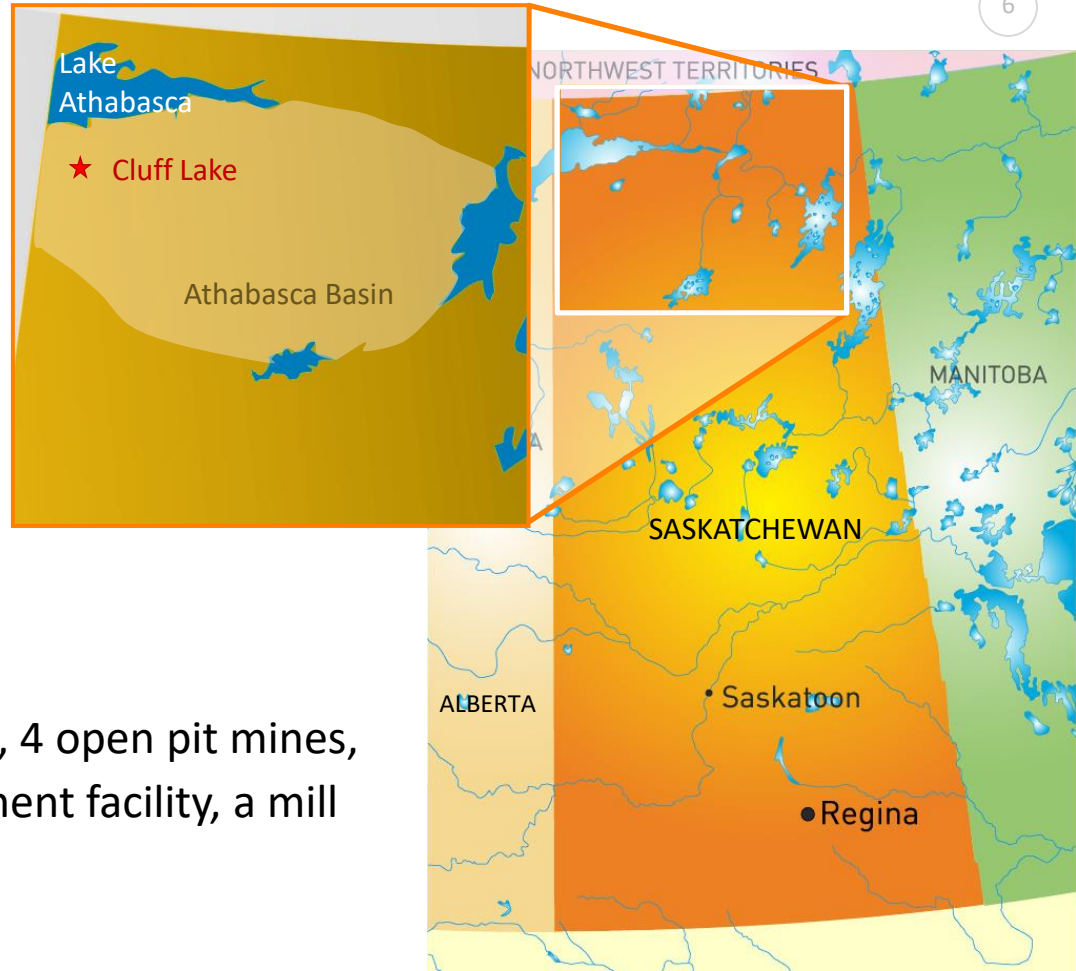 6
Lake
Athabasca
Cluff Lake
Athabasca Basin
NORTHWEST TERRITORIES
MANITOBA
A
SASKATCHEWAN
ALBERTA
Saskatoon
Regina
, 4 open pit mines,
ent facility, a mill